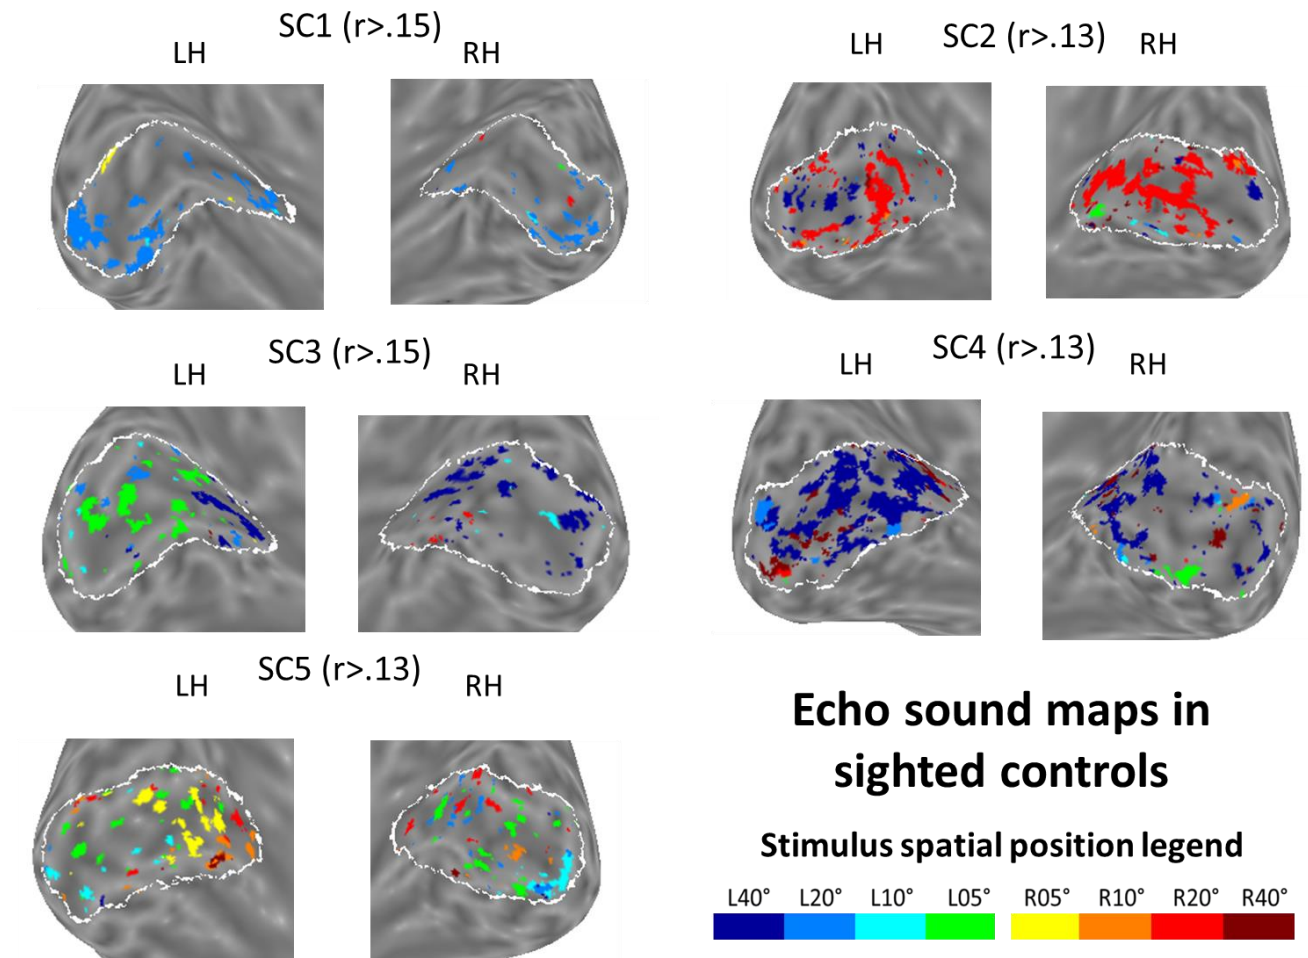 SC1 (r>.15)
LH
RH
SC2 (r>.13)
LH
RH
SC3 (r>.15)
LH
RH
SC4 (r>.13)
LH
RH
SC5 (r>.13)
LH
RH
Echo sound maps in
sighted controls
Stimulus spatial position legend
L40° L20° L10° L05° R05° R10° R20° R40°